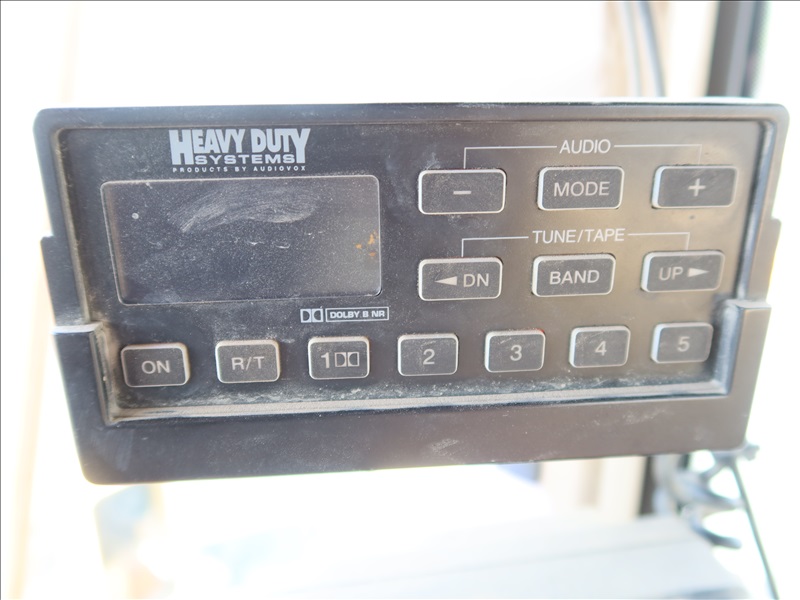 HEAVY DUTY
SYSTEMS
PRODUCTS BY AUDIOVOX
AUDIO
− MODE +
TUNE/TAPE
◄ DN BAND UP ►
DOLBY B NR
ON R/T 1 2 3 4 5